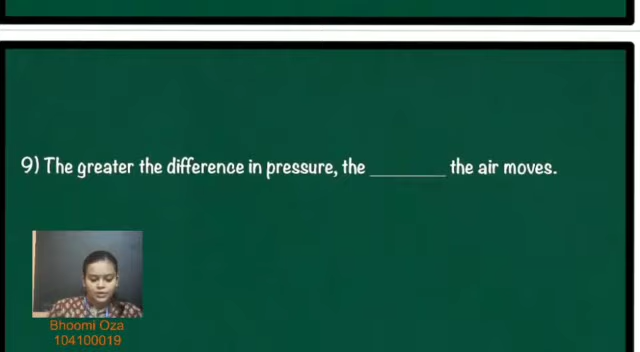 9) The greater the difference in pressure, the ________ the air moves.
Bhoomi Oza
104100019